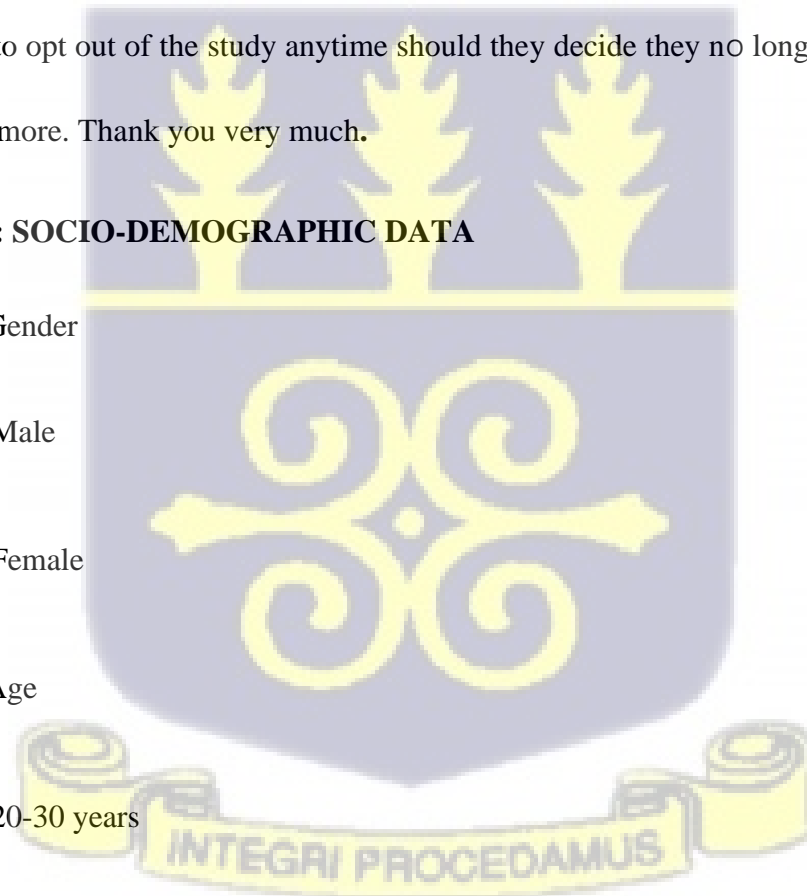 to opt out of the study anytime should they decide they no long
more. Thank you very much.
: SOCIO-DEMOGRAPHIC DATA
Gender
Male
Female
Age
20-30 years
INTEGRI PROCEDAMUS